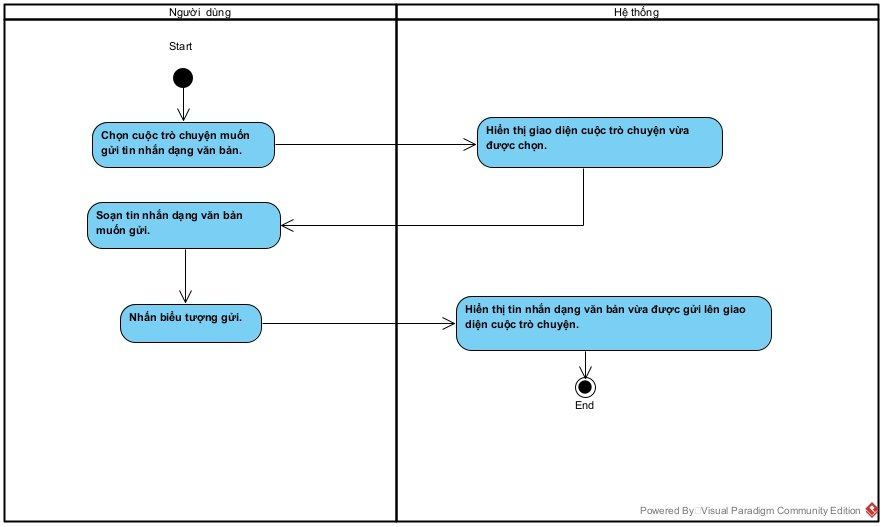 Người dùng
Hệ thống
Start
Chọn cuộc trò chuyện muốn
gửi tin nhắn dạng văn bản.
Hiển thị giao diện cuộc trò chuyện vừa
được chọn.
Soạn tin nhắn dạng văn bản
muốn gửi.
Nhấn biểu tượng gửi.
Hiển thị tin nhắn dạng văn bản vừa được gửi lên giao
diện cuộc trò chuyện.
End
Powered By Visual Paradigm Community Edition